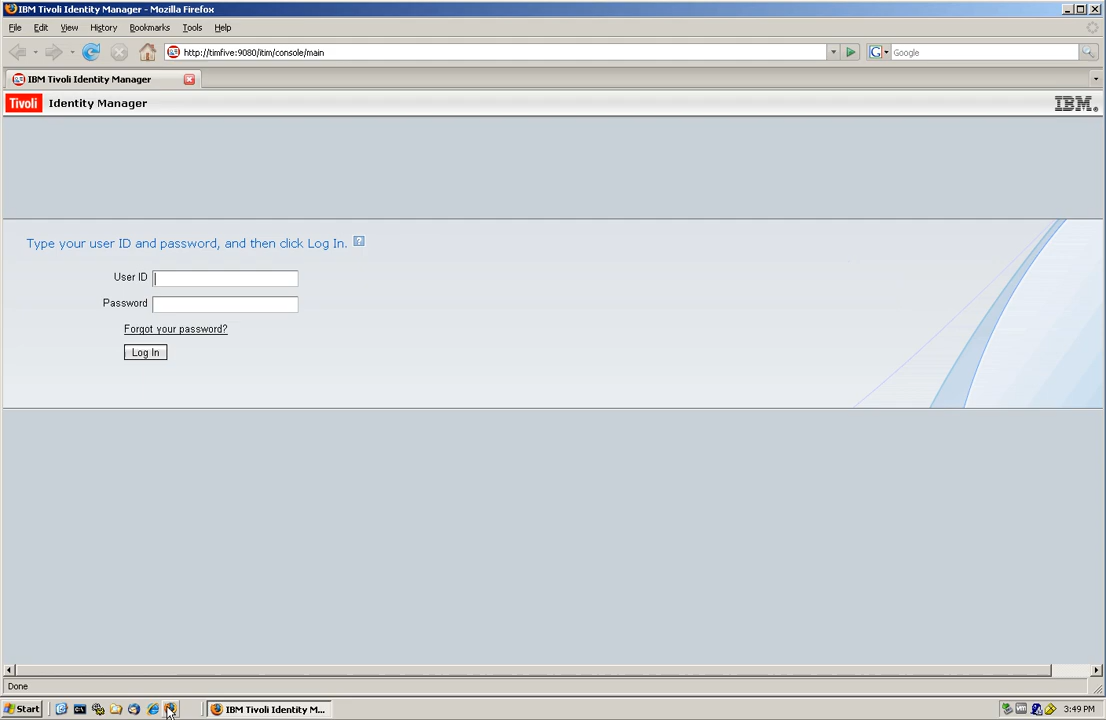 IBM Tivoli Identity Manager - Mozilla Firefox
File Edit View History Bookmarks Tools Help
http://timfive:9080/itim/console/main
G Google
IBM Tivoli Identity Manager
Tivoli Identity Manager IBM.
Type your user ID and password, and then click Log In. ?
User ID
Password
Forgot your password?
Log In
Done
Start IBM Tivoli Identity M... 3:49 PM